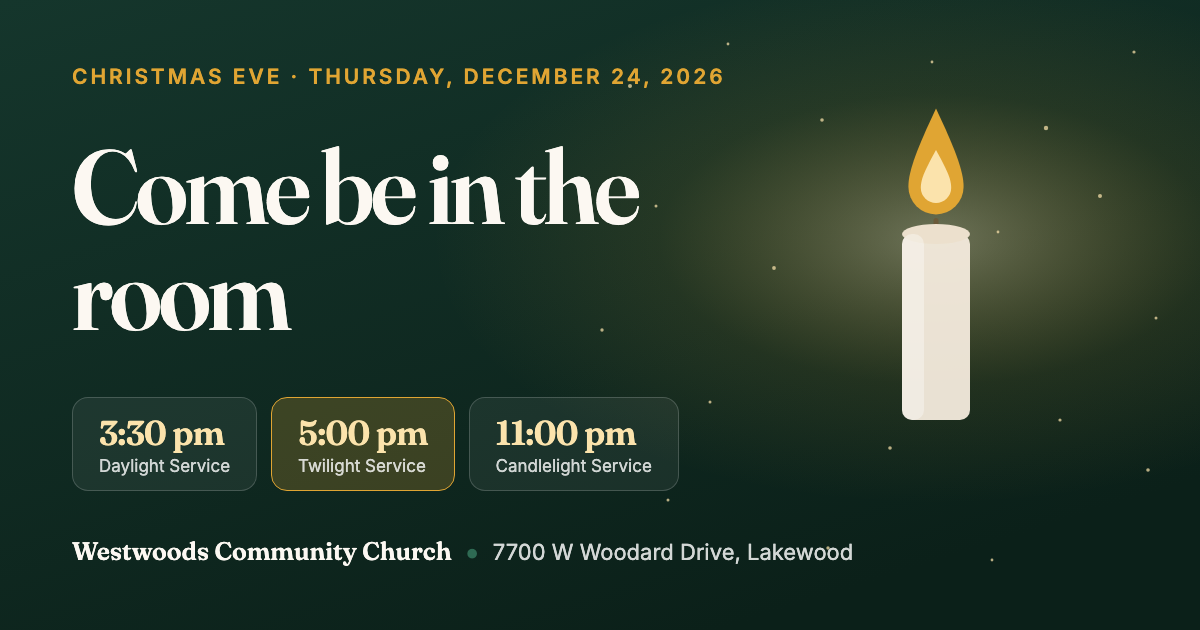 CHRISTMAS EVE · THURSDAY, DECEMBER 24, 2026
Come be in the
room
3:30 pm
Daylight Service
5:00 pm
Twilight Service
11:00 pm
Candlelight Service
Westwoods Community Church • 7700 W Woodard Drive, Lakewood